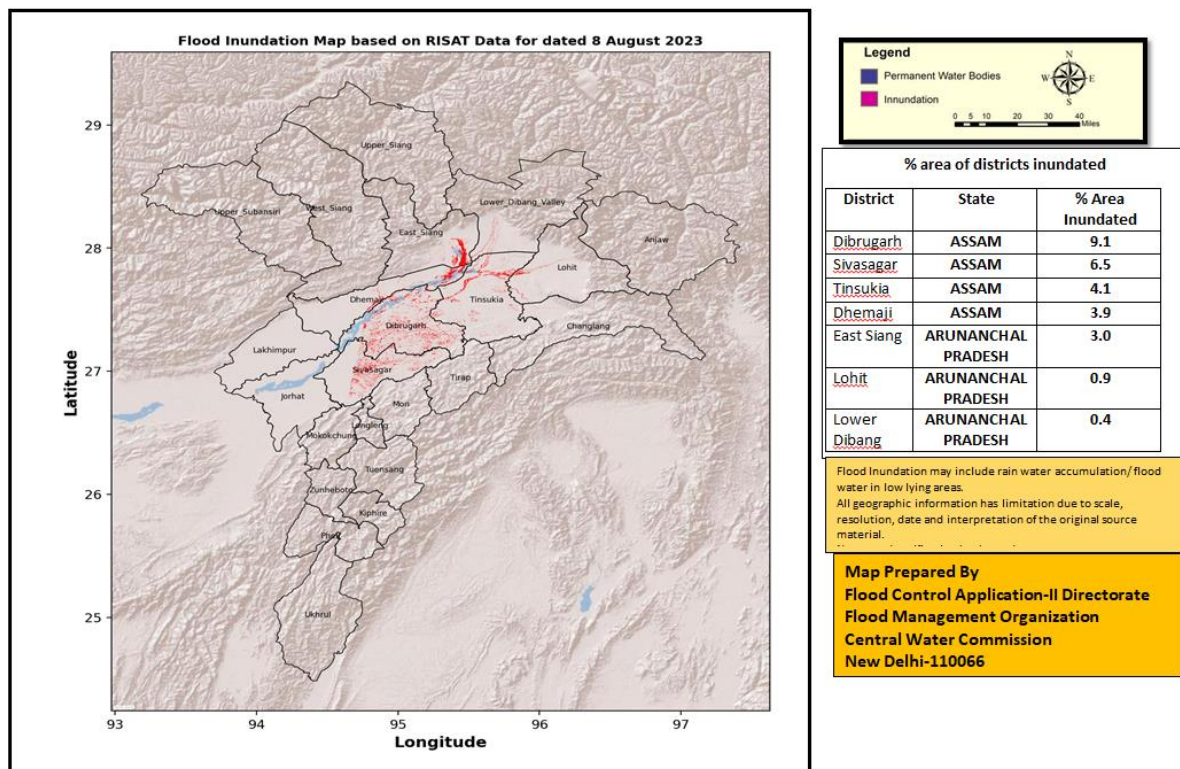 Flood Inundation Map based on RISAT Data for dated 8 August 2023
Latitude
29
28
27
26
25
Upper_Siang
Lower_Dibang_Valley
West_Siang
Upper_Subansiri
East_Siang
Anjaw
Lohit
Dhemaji
Tinsukia
Dibrugarh
Changlang
Lakhimpur
Sivasagar
Tirap
Jorhat
Mon
Longleng
Mokokchung
Tuensang
Zunheboto
Kiphire
Ukhrul
93 94 95 96 97
Longitude
Legend
Permanent Water Bodies
Innundation
N
W E
S
0 5 10 20 30 40
Miles
% area of districts inundated
District State % Area
Inundated
Dibrugarh ASSAM 9.1
Sivasagar ASSAM 6.5
Tinsukia ASSAM 4.1
Dhemaji ASSAM 3.9
East Siang ARUNANCHAL 3.0
PRADESH
Lohit ARUNANCHAL 0.9
PRADESH
Lower ARUNANCHAL 0.4
Dibang PRADESH
Flood Inundation may include rain water accumulation/ flood
water in low lying areas.
All geographic information has limitation due to scale,
resolution, date and interpretation of the original source
material.
Map Prepared By
Flood Control Application-II Directorate
Flood Management Organization
Central Water Commission
New Delhi-110066